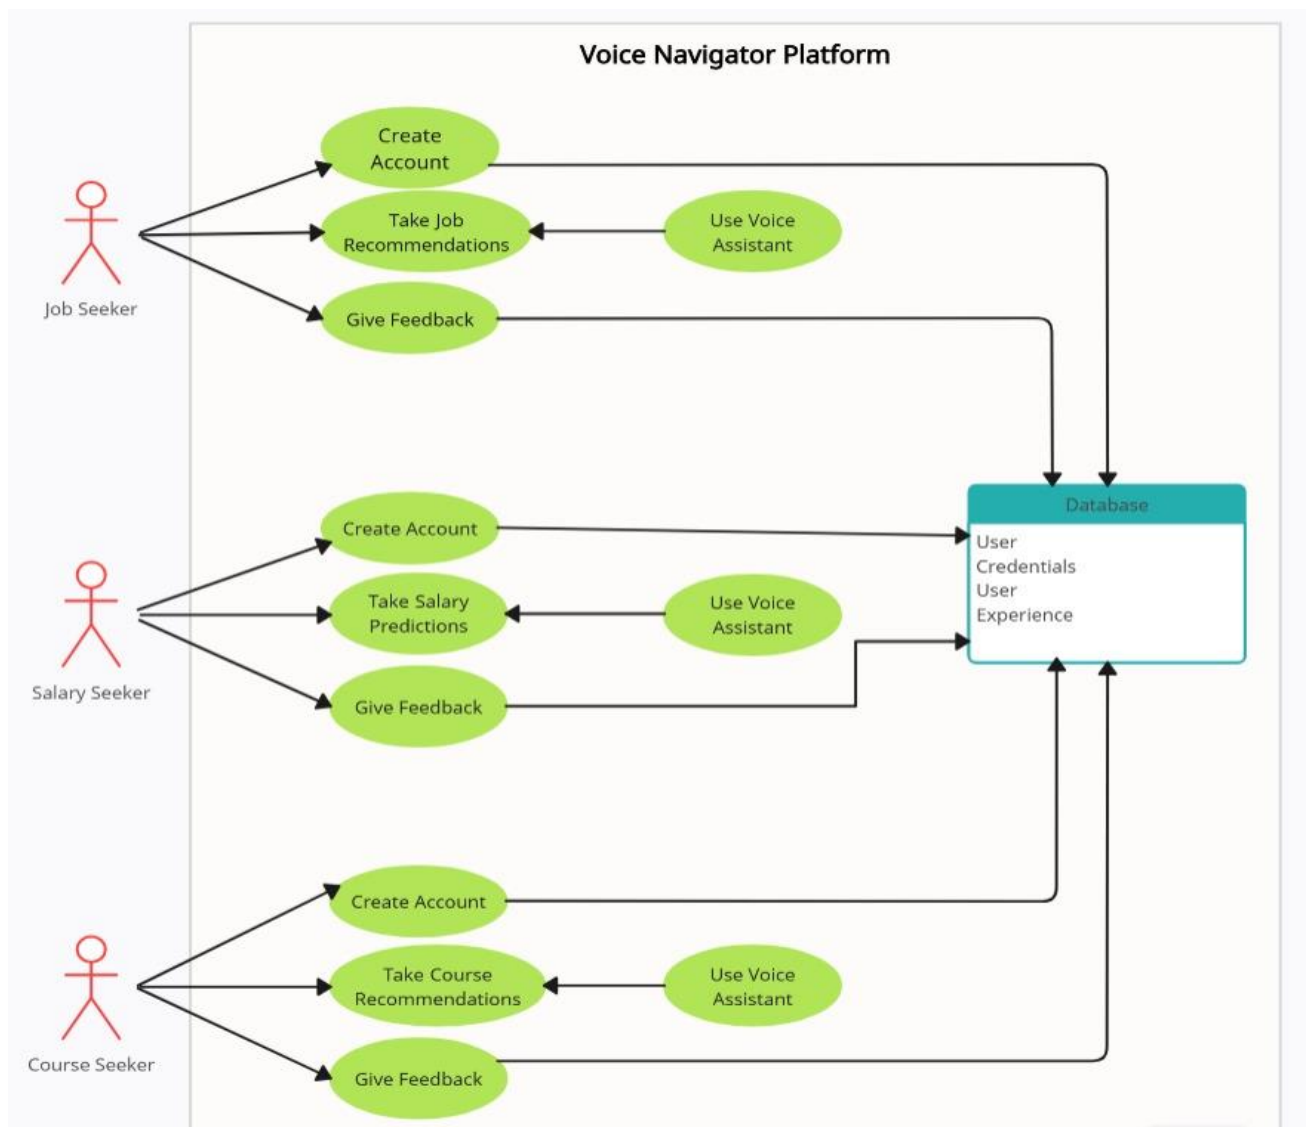 Voice Navigator Platform
Create
Account
Take Job
Recommendations
Use Voice
Assistant
Job Seeker
Give Feedback
Database
User
Credentials
User
Experience
Create Account
Take Salary
Predictions
Use Voice
Assistant
Salary Seeker
Give Feedback
Create Account
Take Course
Recommendations
Use Voice
Assistant
Course Seeker
Give Feedback